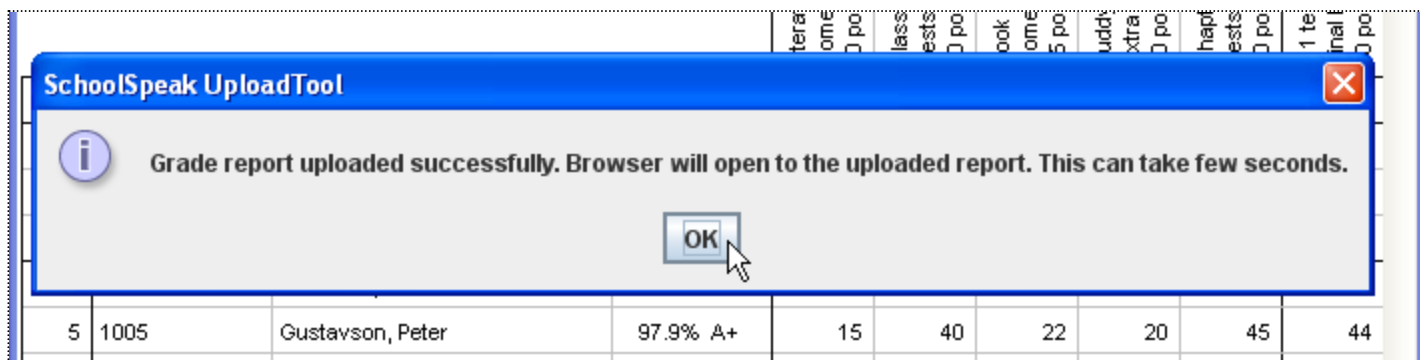 SchoolSpeak UploadTool
Grade report uploaded successfully. Browser will open to the uploaded report. This can take few seconds.
OK
5 1005 Gustavson, Peter 97.9% A+ 15 40 22 20 45 44